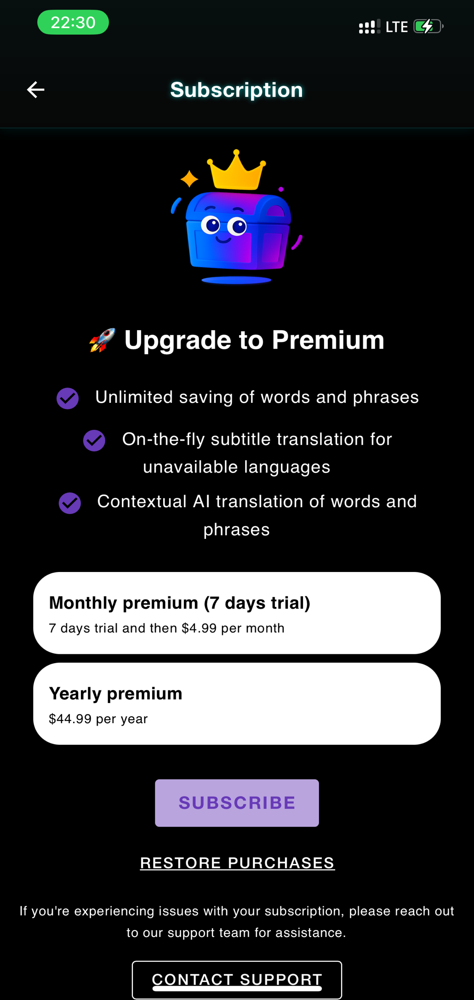 22:30
LTE
Subscription
🚀 Upgrade to Premium
Unlimited saving of words and phrases
On-the-fly subtitle translation for
unavailable languages
Contextual AI translation of words and
phrases
Monthly premium (7 days trial)
7 days trial and then $4.99 per month
Yearly premium
$44.99 per year
SUBSCRIBE
RESTORE PURCHASES
If you're experiencing issues with your subscription, please reach out
to our support team for assistance.
CONTACT SUPPORT